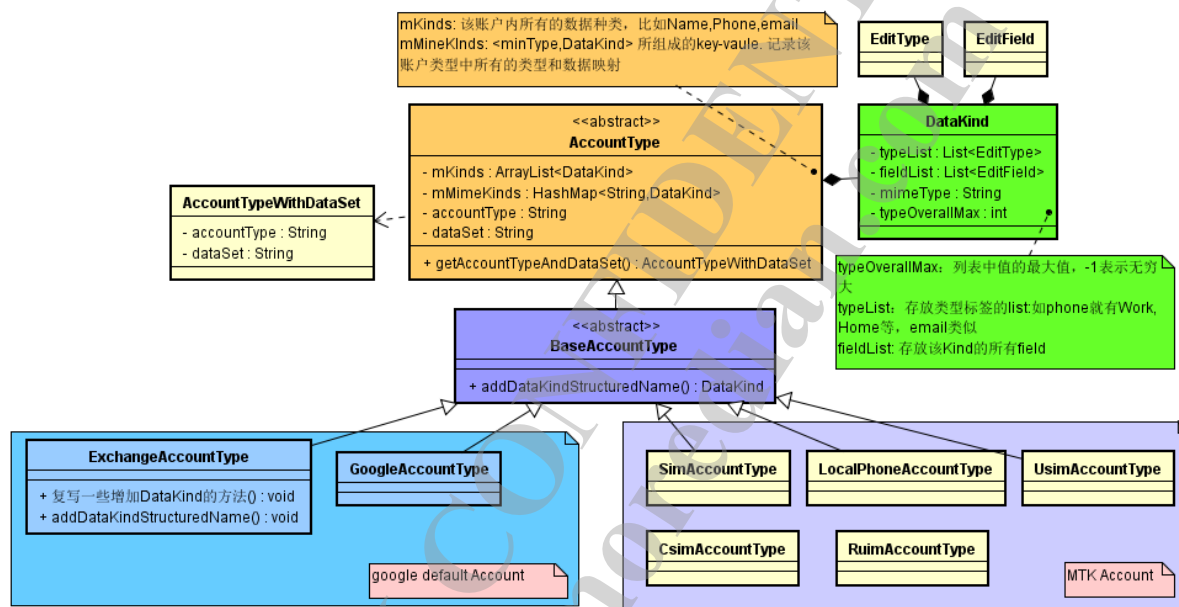 mKinds: 该账户内所有的数据种类，比如Name,Phone,email
mMineKInds: <minType,DataKind> 所组成的key-vaule. 记录该
账户类型中所有的类型和数据映射
EditType
EditField
<<abstract>>
AccountType
- mKinds : ArrayList<DataKind>
- mMimeKinds : HashMap<String,DataKind>
- accountType : String
- dataSet : String
+ getAccountTypeAndDataSet() : AccountTypeWithDataSet
DataKind
- typeList : List<EditType>
- fieldList : List<EditField>
- mimeType : String
- typeOverallMax : int
AccountTypeWithDataSet
- accountType : String
- dataSet : String
typeOverallMax：列表中值的最大值，-1表示无穷
大
typeList：存放类型标签的list:如phone就有Work,
Home等，email类似
fieldList: 存放该Kind的所有field
<<abstract>>
BaseAccountType
+ addDataKindStructuredName() : DataKind
ExchangeAccountType
+ 复写一些增加DataKind的方法() : void
+ addDataKindStructuredName() : void
GoogleAccountType
google default Account
SimAccountType
LocalPhoneAccountType
UsimAccountType
CsimAccountType
RuimAccountType
MTK Account
CONFIDEN